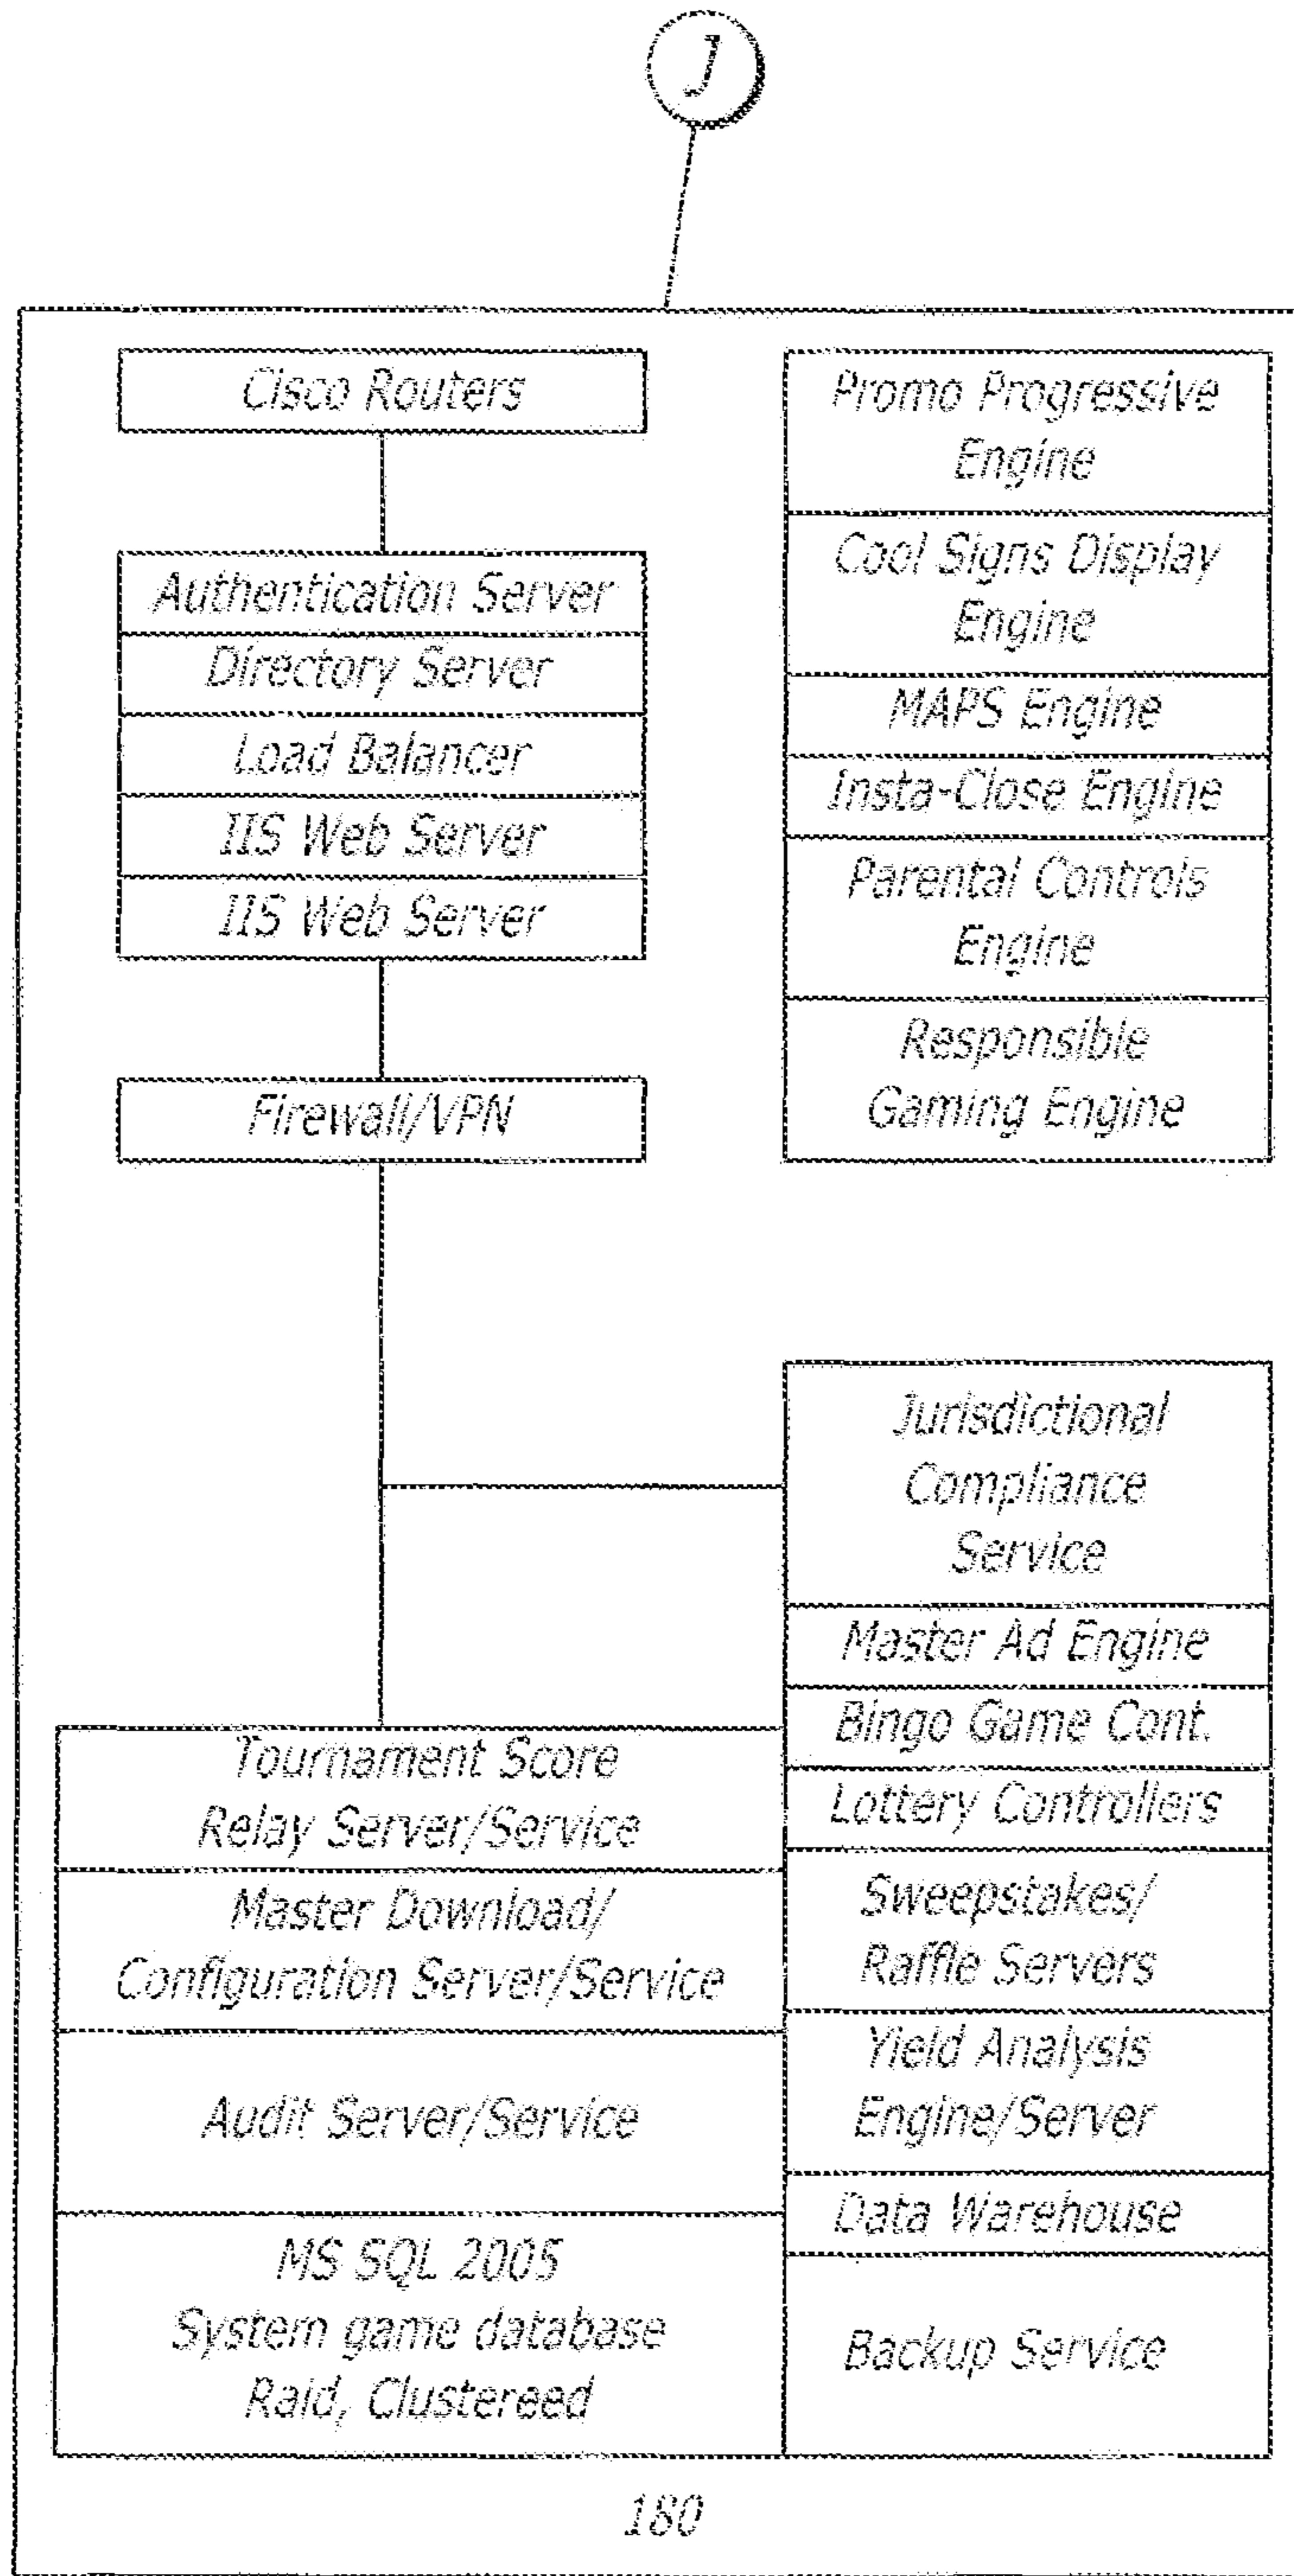 J
Cisco Routers
Authentication Server
Directory Server
Load Balancer
IIS Web Server
IIS Web Server
Firewall/VPN
Promo Progressive
Engine
Cool Signs Display
Engine
MAPS Engine
Insta-Close Engine
Parental Controls
Engine
Responsible
Gaming Engine
Tournament Score
Relay Server/Service
Master Download/
Configuration Server/Service
Audit Server/Service
MS SQL 2005
System game database
Raid, Clustereed
Jurisdictional
Compliance
Service
Master Ad Engine
Bingo Game Cont.
Lottery Controllers
Sweepstakes/
Raffle Servers
Yield Analysis
Engine/Server
Data Warehouse
Backup Service
180